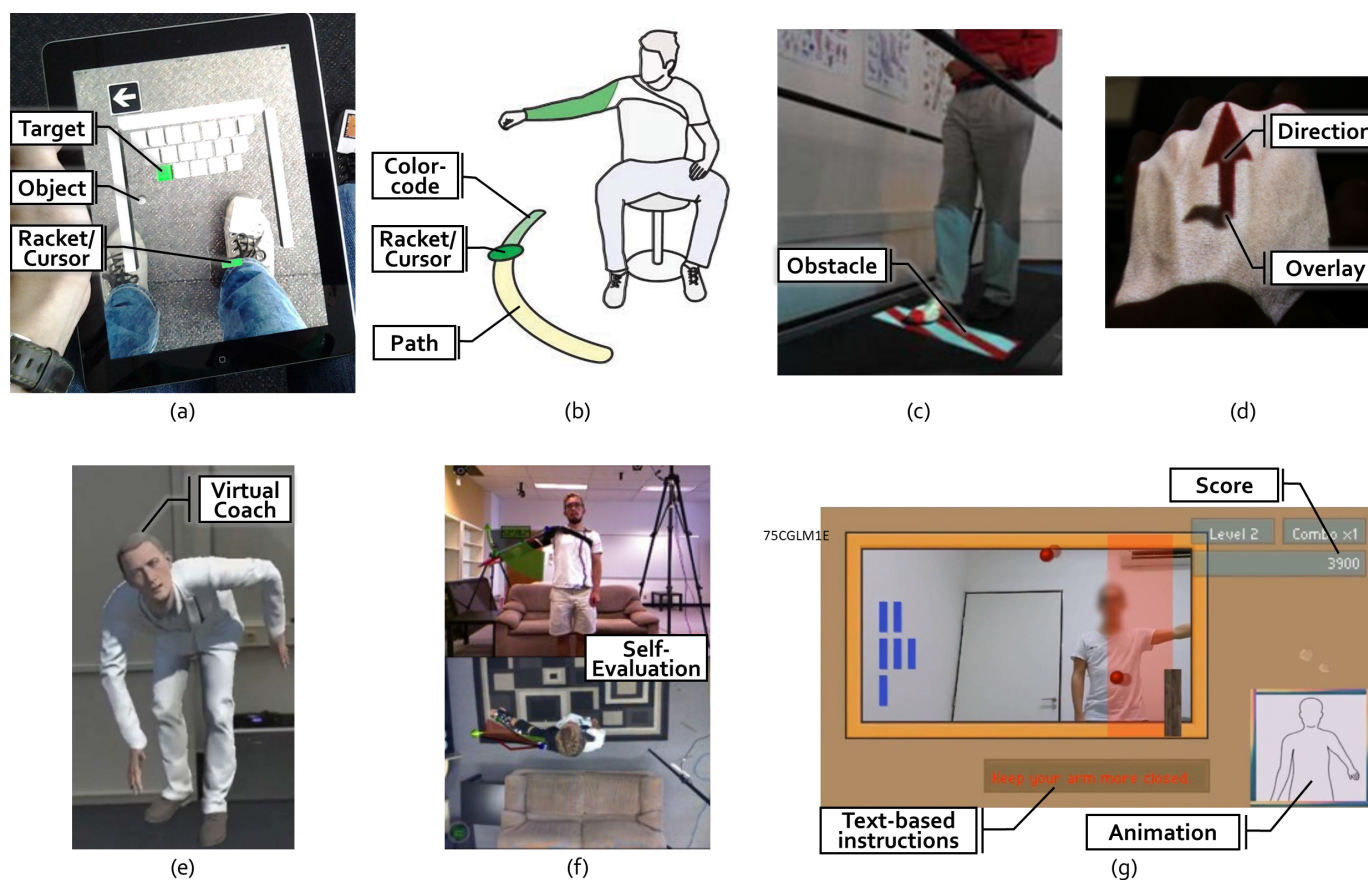 Target
Object
Racket/
Cursor
(a)
Color-
code
Racket/
Cursor
Path
(b)
Obstacle
(c)
Direction
Overlay
(d)
Virtual
Coach
(e)
Self-
Evaluation
(f)
Score
75CGLM1E
Level 2
Combo x1
3900
Keep your arm more closed
Text-based
instructions
Animation
(g)